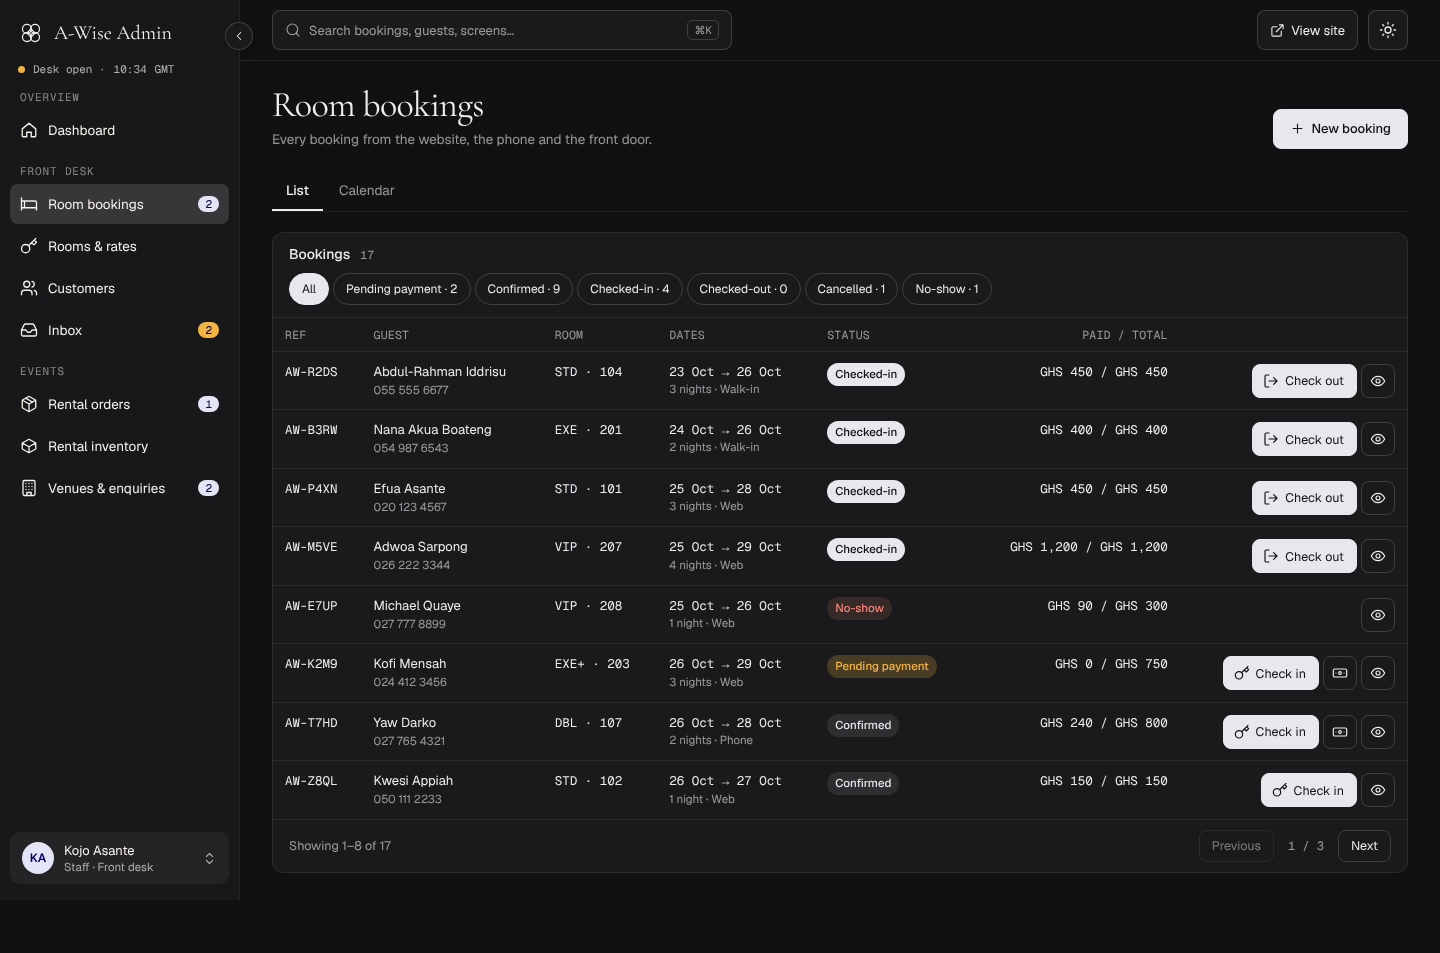 A-Wise Admin
Desk open · 10:34 GMT
OVERVIEW
Dashboard
FRONT DESK
Room bookings 2
Rooms & rates
Customers
Inbox 2
EVENTS
Rental orders 1
Rental inventory
Venues & enquiries 2
KA
Kojo Asante
Staff · Front desk
Search bookings, guests, screens... ⌘K
View site
Room bookings
Every booking from the website, the phone and the front door.
New booking
List Calendar
Bookings 17
All Pending payment · 2 Confirmed · 9 Checked-in · 4 Checked-out · 0 Cancelled · 1 No-show · 1
REF GUEST ROOM DATES STATUS PAID / TOTAL
AW-R2DS Abdul-Rahman Iddrisu STD · 104 23 Oct → 26 Oct Checked-in GHS 450 / GHS 450 Check out
055 555 6677 3 nights · Walk-in
AW-B3RW Nana Akua Boateng EXE · 201 24 Oct → 26 Oct Checked-in GHS 400 / GHS 400 Check out
054 987 6543 2 nights · Walk-in
AW-P4XN Efua Asante STD · 101 25 Oct → 28 Oct Checked-in GHS 450 / GHS 450 Check out
020 123 4567 3 nights · Web
AW-M5VE Adwoa Sarpong VIP · 207 25 Oct → 29 Oct Checked-in GHS 1,200 / GHS 1,200 Check out
026 222 3344 4 nights · Web
AW-E7UP Michael Quaye VIP · 208 25 Oct → 26 Oct No-show GHS 90 / GHS 300
027 777 8899 1 night · Web
AW-K2M9 Kofi Mensah EXE+ · 203 26 Oct → 29 Oct Pending payment GHS 0 / GHS 750 Check in
024 412 3456 3 nights · Web
AW-T7HD Yaw Darko DBL · 107 26 Oct → 28 Oct Confirmed GHS 240 / GHS 800 Check in
027 765 4321 2 nights · Phone
AW-Z8QL Kwesi Appiah STD · 102 26 Oct → 27 Oct Confirmed GHS 150 / GHS 150 Check in
050 111 2233 1 night · Web
Showing 1–8 of 17 Previous 1 / 3 Next